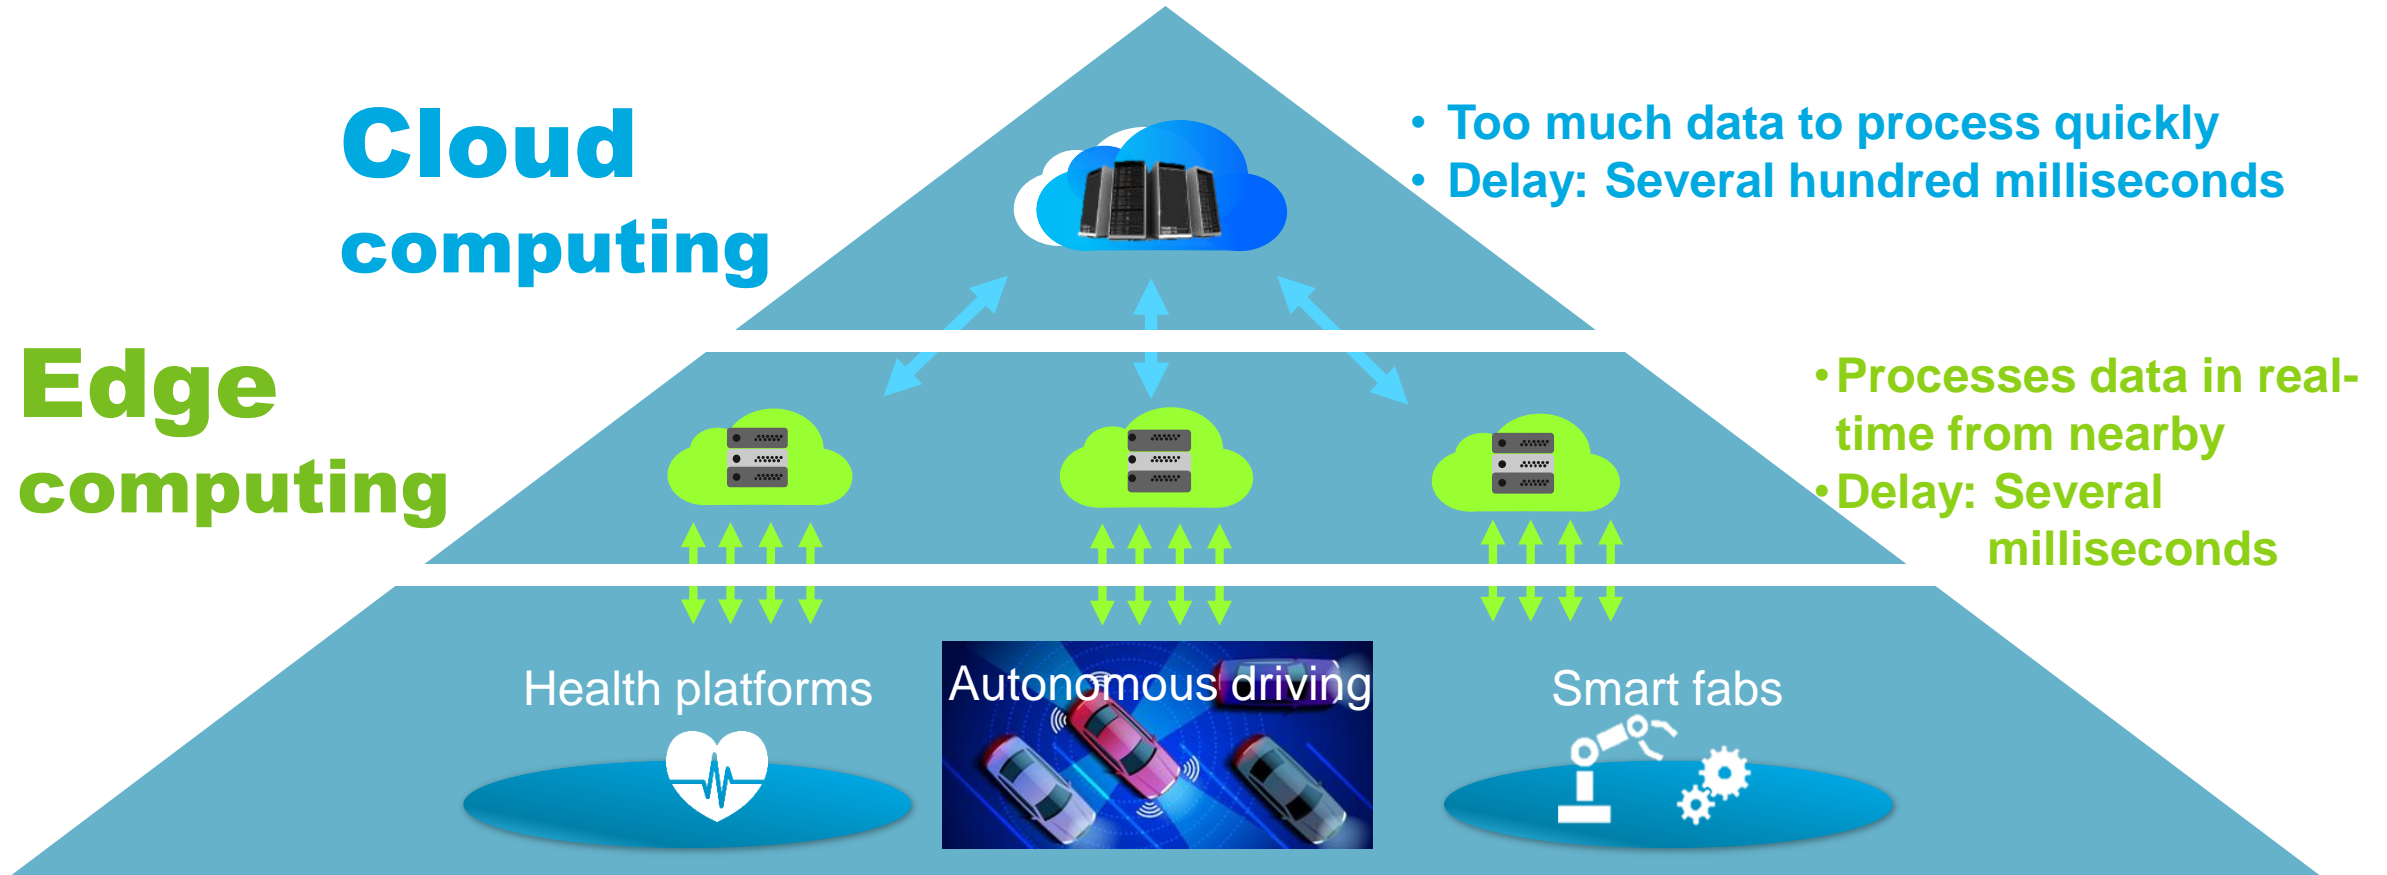 Cloud
computing
• Too much data to process quickly
• Delay: Several hundred milliseconds
Edge
computing
• Processes data in real-
time from nearby
• Delay: Several
milliseconds
Health platforms
Autonomous driving
Smart fabs